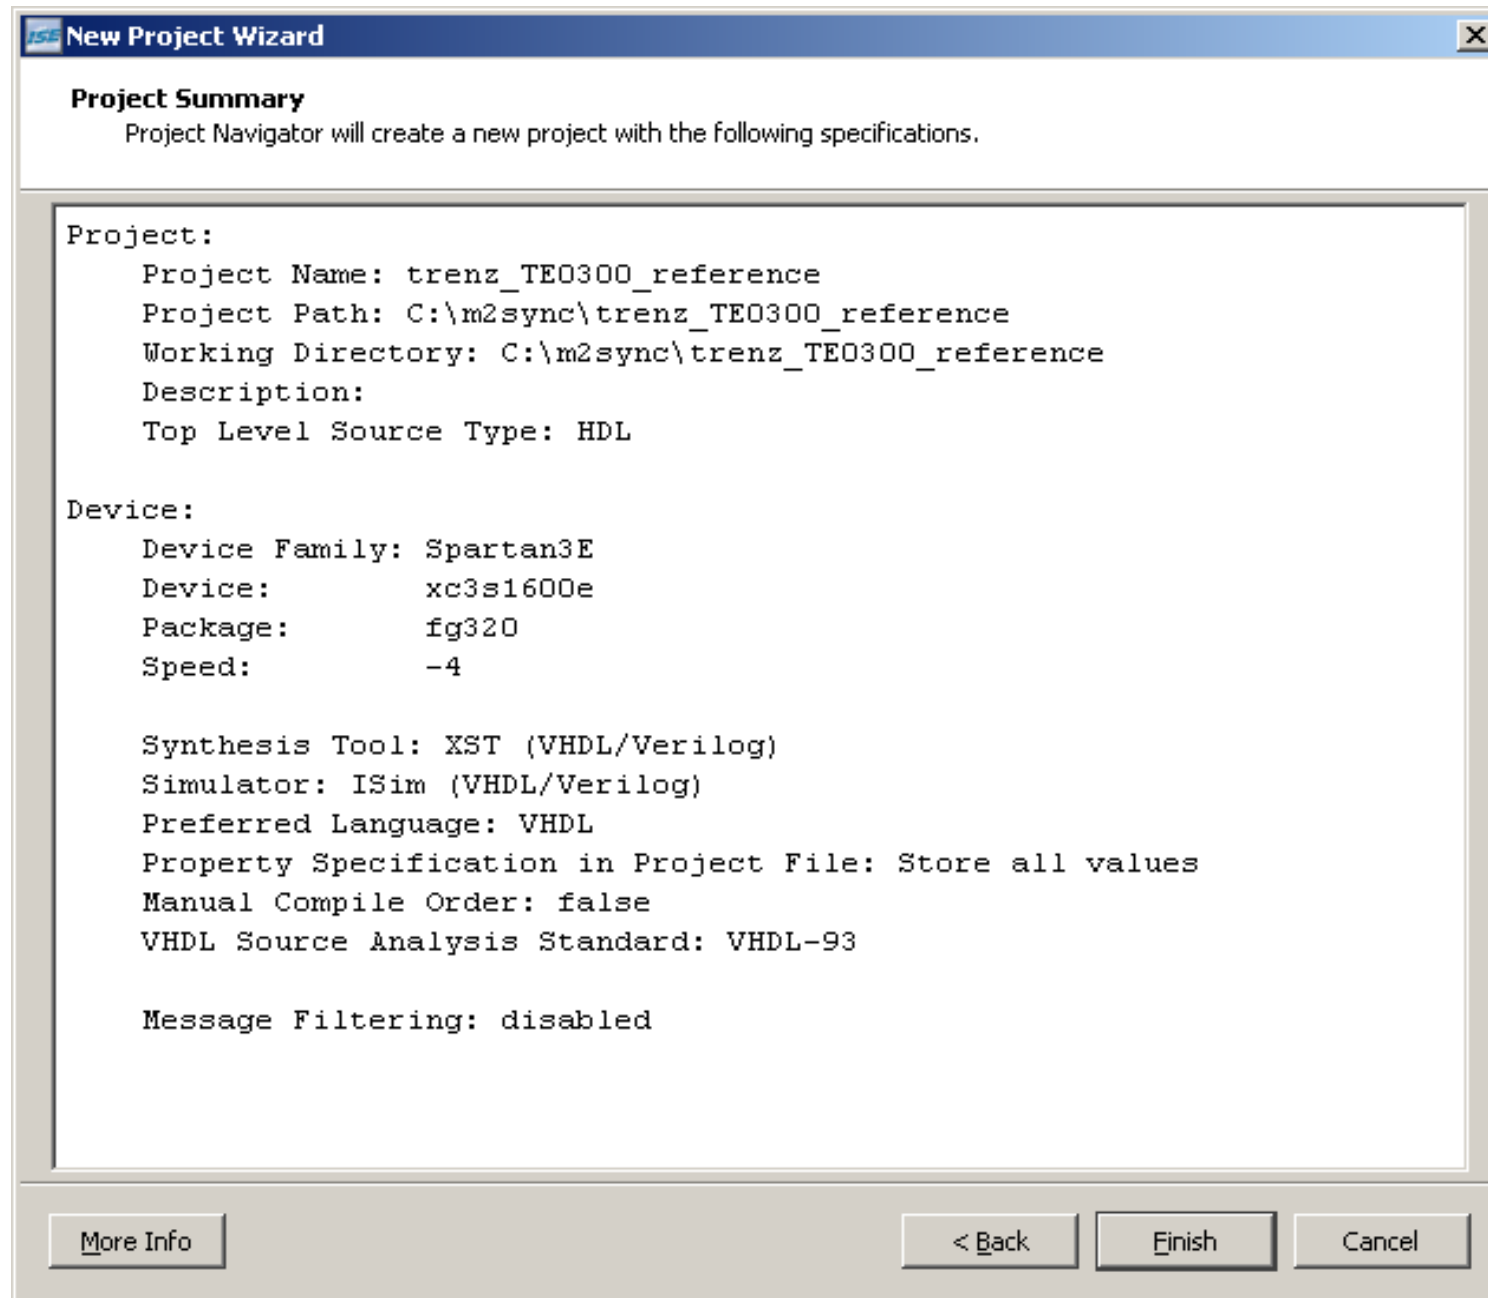 ISE New Project Wizard
Project Summary
Project Navigator will create a new project with the following specifications.
Project:
Project Name: trenz_TE0300_reference
Project Path: C:\m2sync\trenz_TE0300_reference
Working Directory: C:\m2sync\trenz_TE0300_reference
Description:
Top Level Source Type: HDL
Device:
Device Family: Spartan3E
Device: xc3s1600e
Package: fg320
Speed: -4
Synthesis Tool: XST (VHDL/Verilog)
Simulator: ISim (VHDL/Verilog)
Preferred Language: VHDL
Property Specification in Project File: Store all values
Manual Compile Order: false
VHDL Source Analysis Standard: VHDL-93
Message Filtering: disabled
More Info < Back Finish Cancel